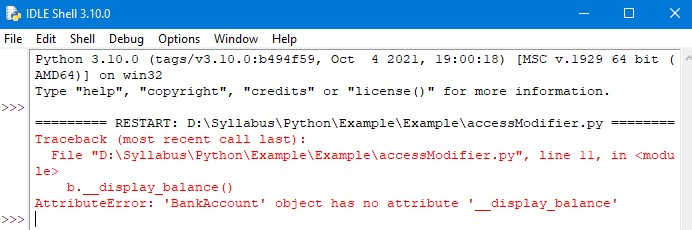 IDLE Shell 3.10.0
File Edit Shell Debug Options Window Help
Python 3.10.0 (tags/v3.10.0:b494f59, Oct  4 2021, 19:00:18) [MSC v.1929 64 bit (
AMD64)] on win32
Type "help", "copyright", "credits" or "license()" for more information.
>>>
========= RESTART: D:\Syllabus\Python\Example\Example\accessModifier.py ========
Traceback (most recent call last):
  File "D:\Syllabus\Python\Example\Example\accessModifier.py", line 11, in <modu
le>
    b.__display_balance()
AttributeError: 'BankAccount' object has no attribute '__display_balance'
>>>